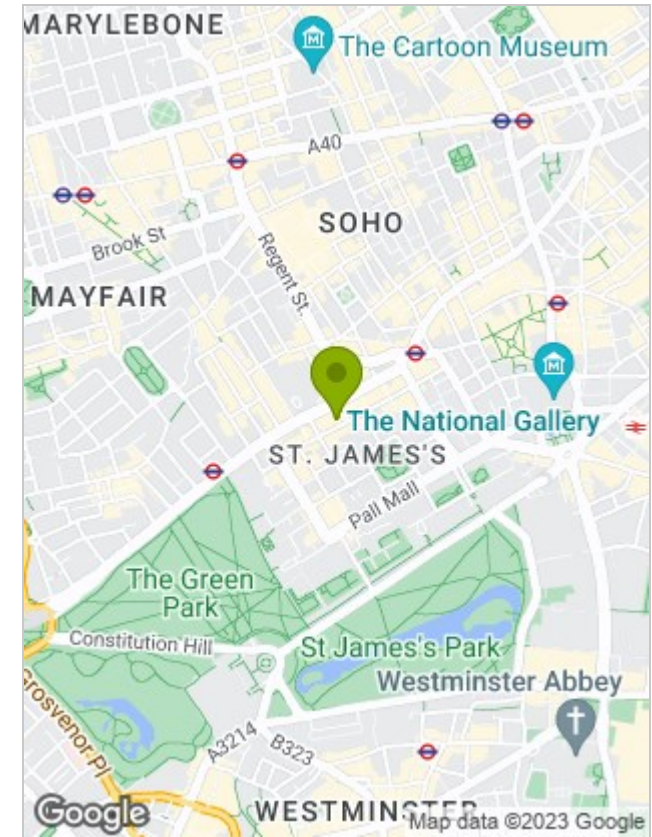 MARYLEBONE
The Cartoon Museum
A40
SOHO
Brook St
Regent St.
MAYFAIR
The National Gallery
ST. JAMES'S
Pall Mall
The Green
Park
Constitution Hill
St James's Park
Westminster Abbey
Grosvenor Pl
A3214
B323
WESTMINSTER
Google
Map data ©2023 Google